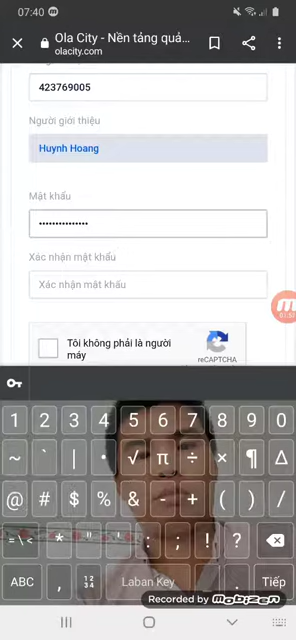 07:40
Ola City - Nền tảng quả...
olacity.com
423769005
Người giới thiệu
Huynh Hoang
Mật khẩu
•••••••••••••••
Xác nhận mật khẩu
Xác nhận mật khẩu
Tôi không phải là người
máy
reCAPTCHA
1 2 3 4 5 6 7 8 9 0
~ ` | • √ π ÷ × ¶ Δ
@ # $ % & - + ( ) /
= \ < * " ' : ; ! ?
ABC , 12 34 Laban Key . Tiếp
Recorded by mobizen